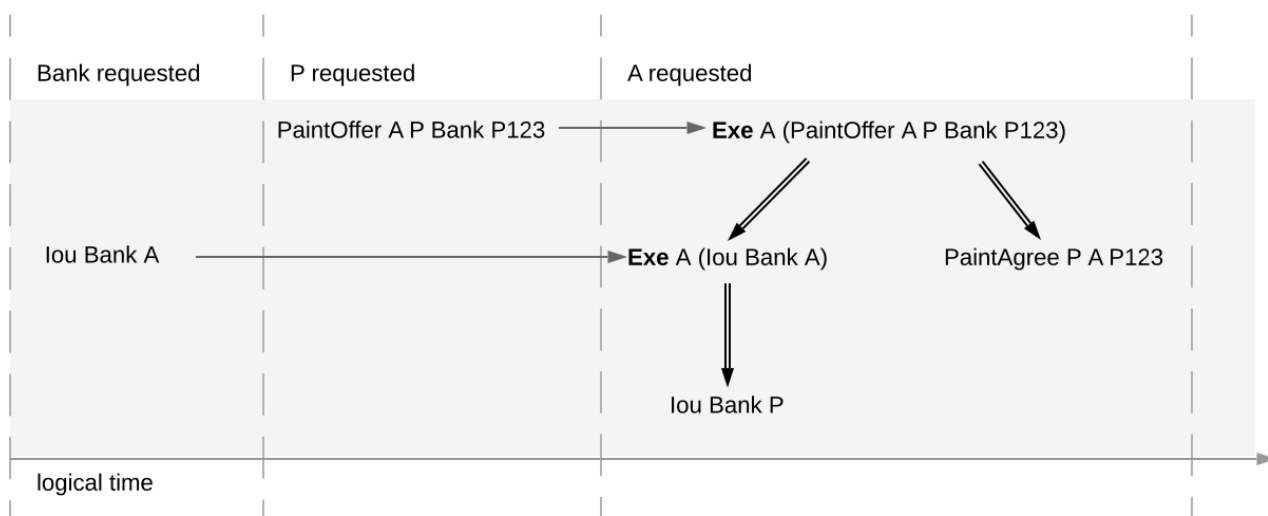 Bank requested
P requested
A requested
PaintOffer A P Bank P123
Exe A (PaintOffer A P Bank P123)
Iou Bank A
Exe A (Iou Bank A)
PaintAgree P A P123
Iou Bank P
logical time